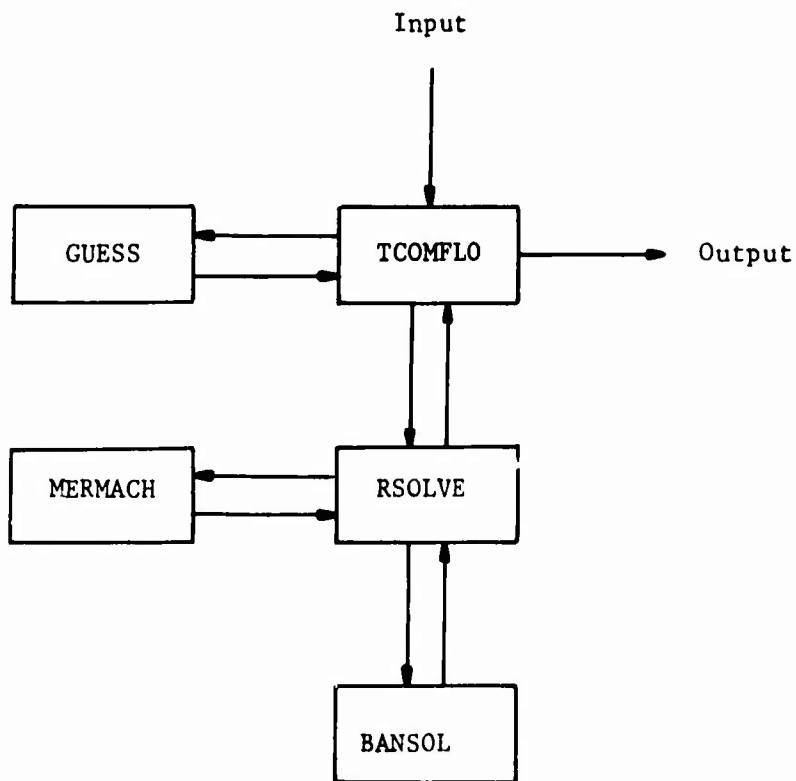 Input
GUESS
TCOMFLO
Output
MERMACH
RSOLVE
BANSOL